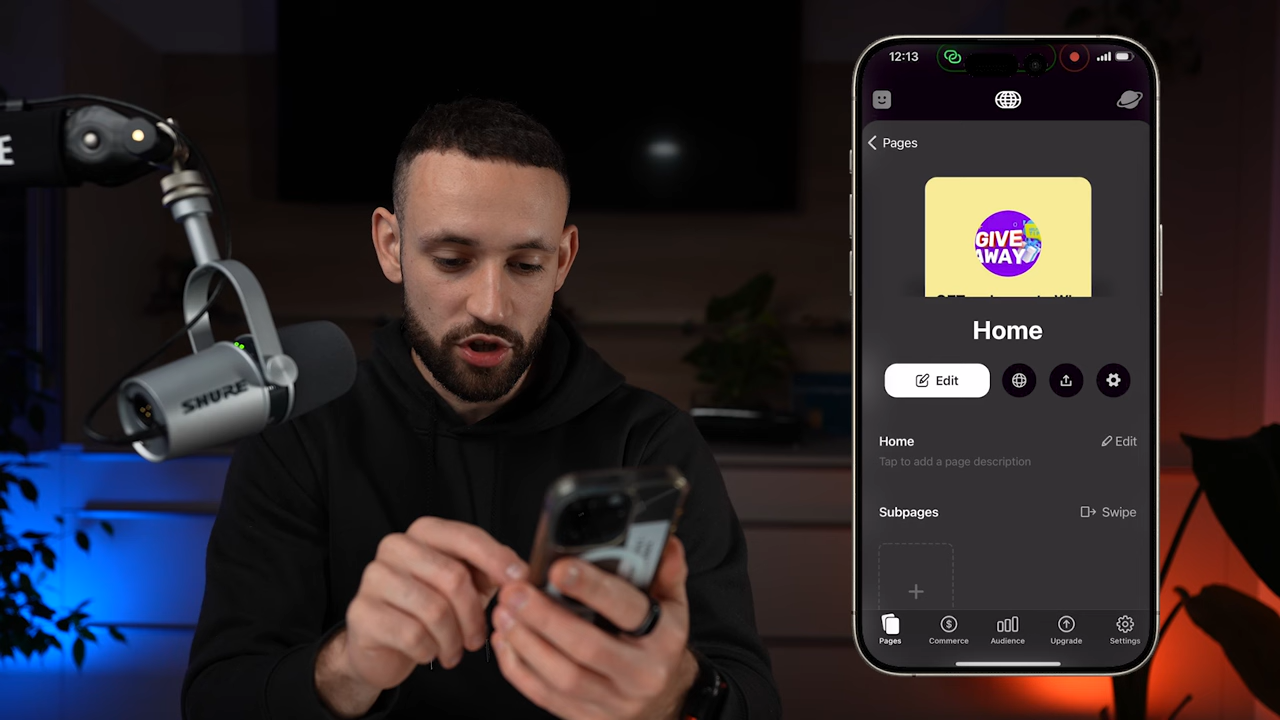 E
SHURE
12:13
Pages
GIVE
AWAY
Home
Edit
Home
Edit
Tap to add a page description
Subpages
Swipe
Pages
Commerce
Audience
Upgrade
Settings